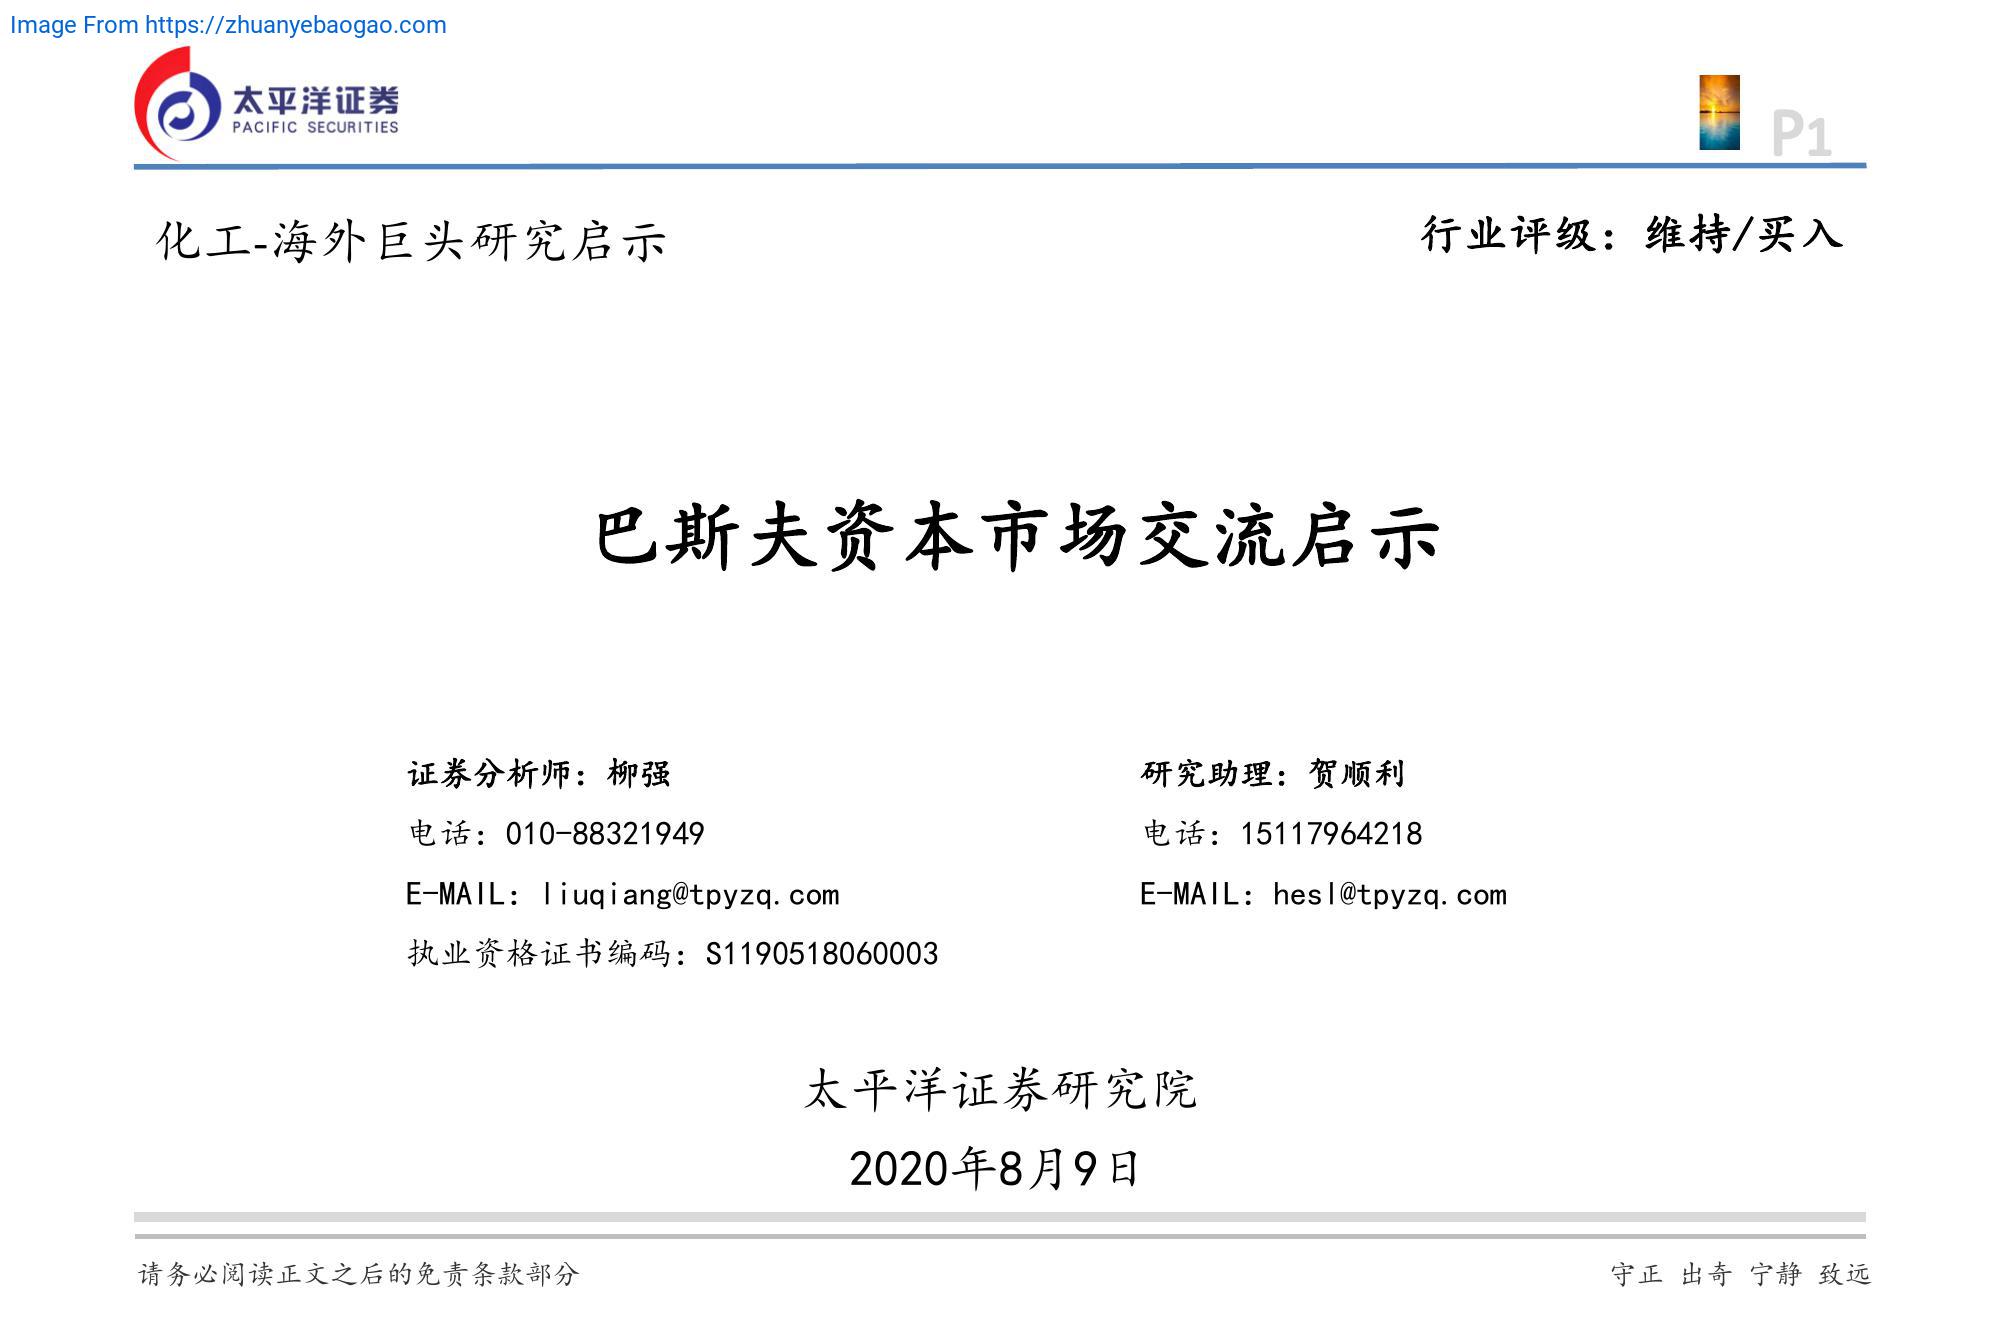 Image From https://zhuanyebaogao.com
太平洋证券
PACIFIC SECURITIES
P1
化工-海外巨头研究启示
行业评级：维持/买入
巴斯夫资本市场交流启示
证券分析师：柳强
电话：010-88321949
E-MAIL：liuqiang@tpyzq.com
执业资格证书编码：S1190518060003
研究助理：贺顺利
电话：15117964218
E-MAIL：hesl@tpyzq.com
太平洋证券研究院
2020年8月9日
请务必阅读正文之后的免责条款部分
守正 出奇 宁静 致远